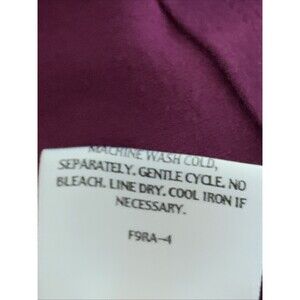 MACHINE WASH COLD,
SEPARATELY. GENTLE CYCLE. NO
BLEACH. LINE DRY. COOL IRON IF
NECESSARY.
F9RA-4